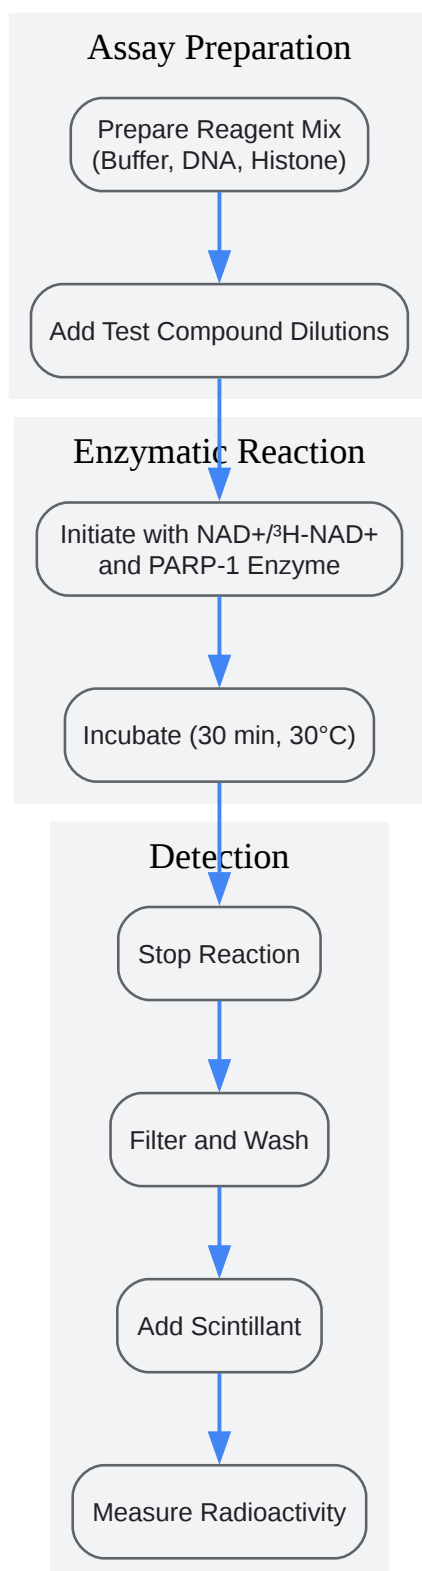 Assay Preparation
Prepare Reagent Mix
(Buffer, DNA, Histone)
Add Test Compound Dilutions
Enzymatic Reaction
Initiate with NAD+/³H-NAD+
and PARP-1 Enzyme
Incubate (30 min, 30°C)
Detection
Stop Reaction
Filter and Wash
Add Scintillant
Measure Radioactivity